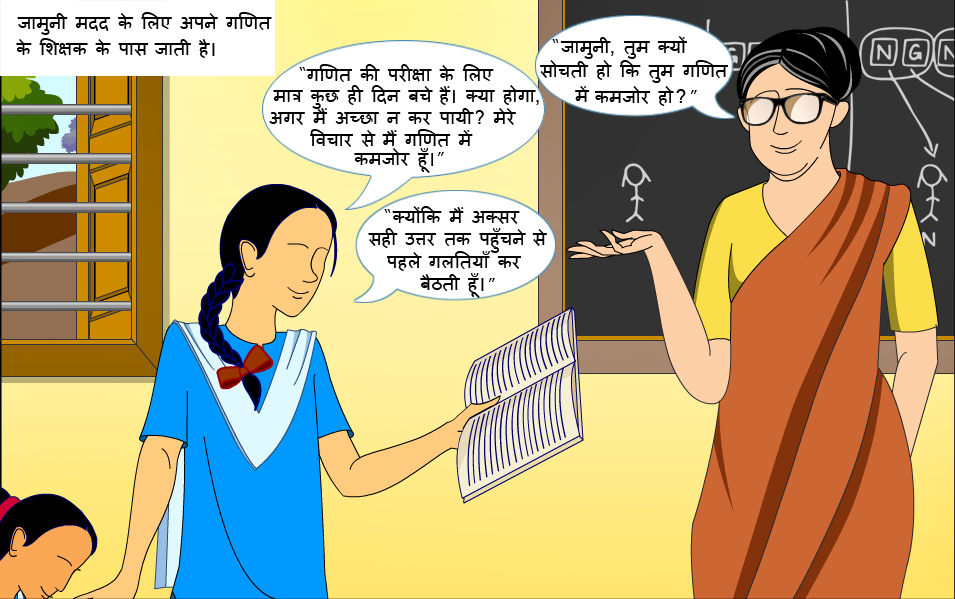 जामुनी मदद के लिए अपने गणित
के शिक्षक के पास जाती है।
"गणित की परीक्षा के लिए
मात्र कुछ ही दिन बचे हैं। क्या होगा,
अगर मैं अच्छा न कर पायी? मेरे
विचार से मैं गणित में
कमजोर हूँ।"
"जामुनी, तुम क्यों
सोचती हो कि तुम गणित
में कमजोर हो?"
"क्योंकि मैं अक्सर
सही उत्तर तक पहुँचने से
पहले गलतियाँ कर
बैठती हूँ।"
G N G N
N